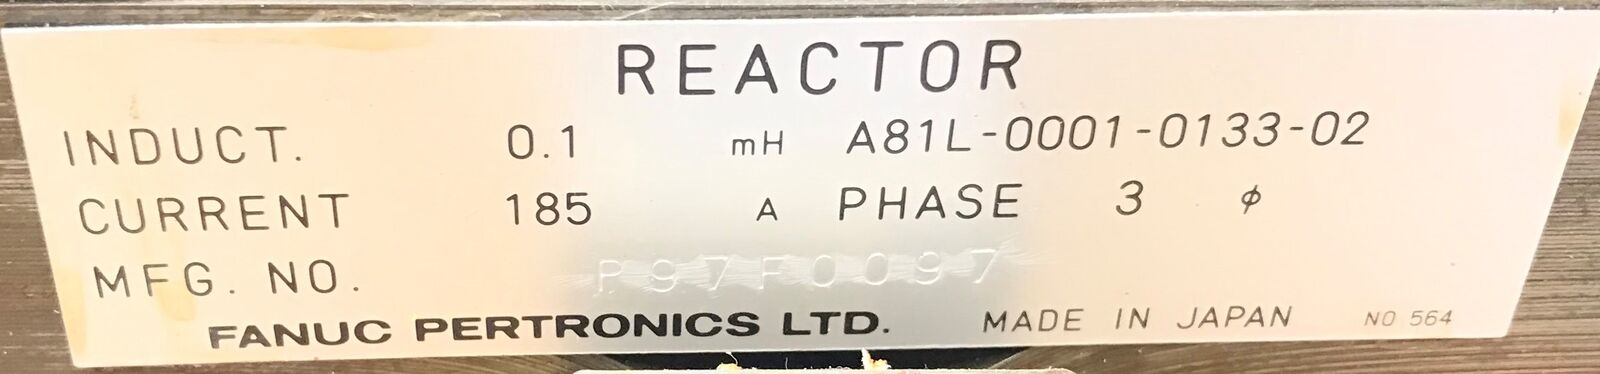 REACTOR
INDUCT. 0.1 mH A81L-0001-0133-02
CURRENT 185 A PHASE 3 ϕ
MFG. NO. P97F0097
FANUC PERTRONICS LTD. MADE IN JAPAN NO 564